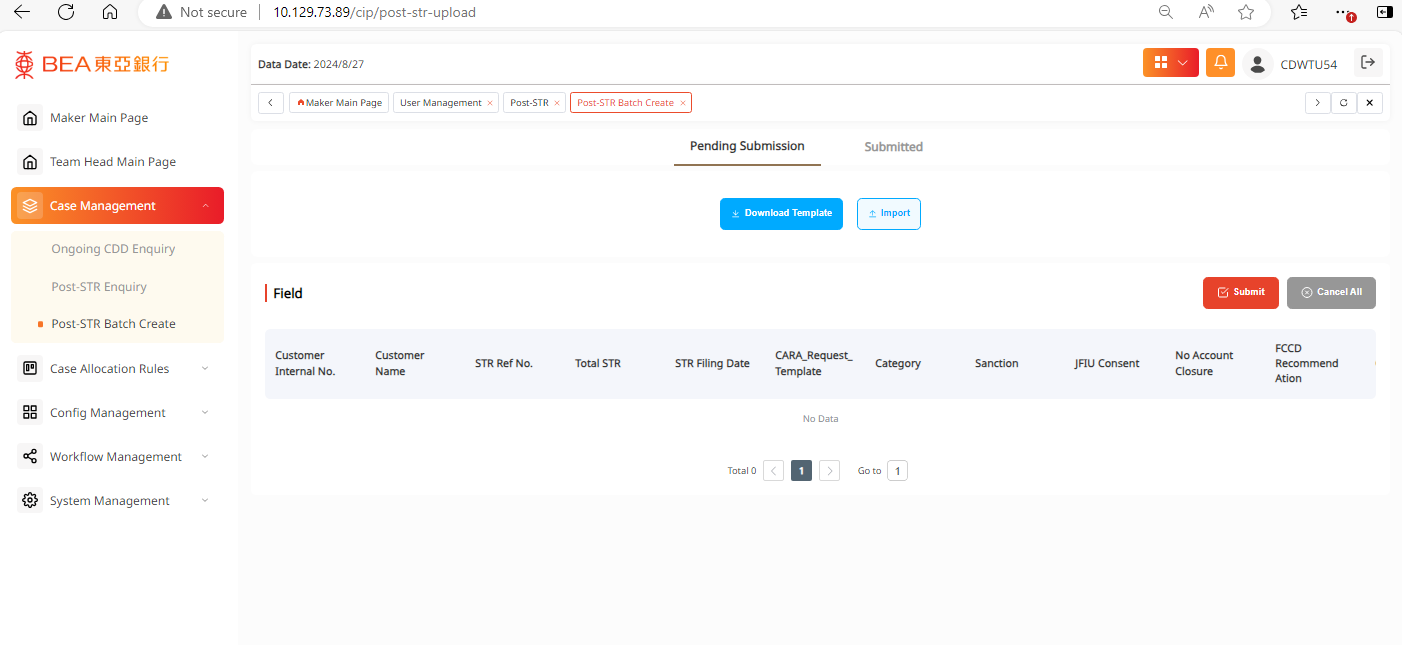 Not secure
10.129.73.89/cip/post-str-upload
BEA東亞銀行
Data Date: 2024/8/27
CDWTU54
Maker Main Page
User Management ×
Post-STR ×
Post-STR Batch Create ×
Maker Main Page
Team Head Main Page
Case Management
Ongoing CDD Enquiry
Post-STR Enquiry
Post-STR Batch Create
Case Allocation Rules
Config Management
Workflow Management
System Management
Pending Submission
Submitted
Download Template
Import
Field
Submit
Cancel All
Customer
Internal No.
Customer
Name
STR Ref No.
Total STR
STR Filing Date
CARA_Request_
Template
Category
Sanction
JFIU Consent
No Account
Closure
FCCD
Recommend
Ation
No Data
Total 0
1
Go to
1